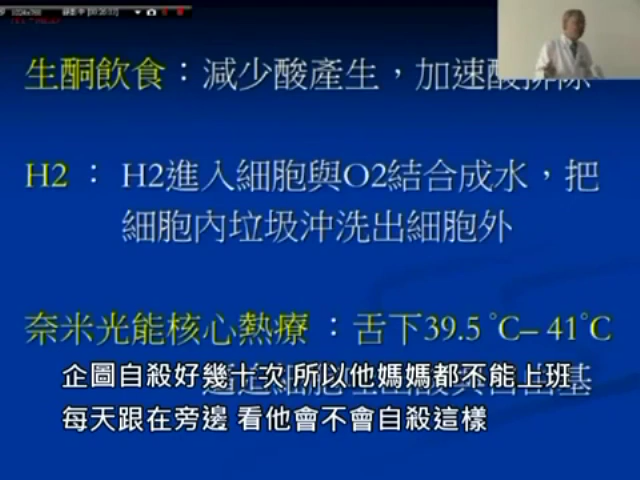 生酮飲食：減少酸產生，加速酸排除
H2 ： H2進入細胞與O2結合成水，把
細胞內垃圾沖洗出細胞外
奈米光能核心熱療 ：舌下39.5 °C– 41°C
企圖自殺好幾十次 所以他媽媽都不能上班
每天跟在旁邊 看他會不會自殺這樣